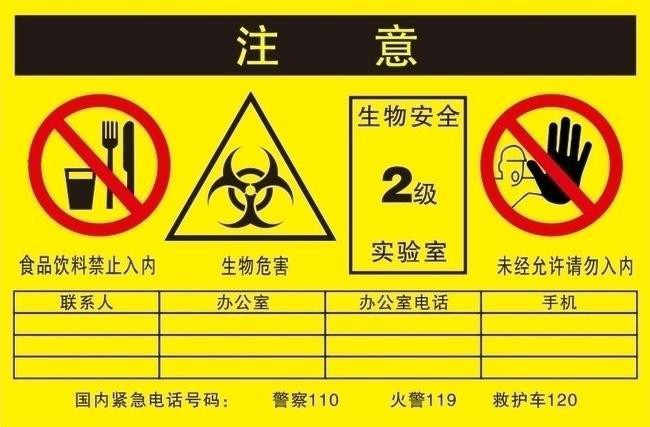 注 意
生物安全
2级
实验室
食品饮料禁止入内 生物危害 未经允许请勿入内
联系人 办公室 办公室电话 手机
国内紧急电话号码： 警察110 火警119 救护车120